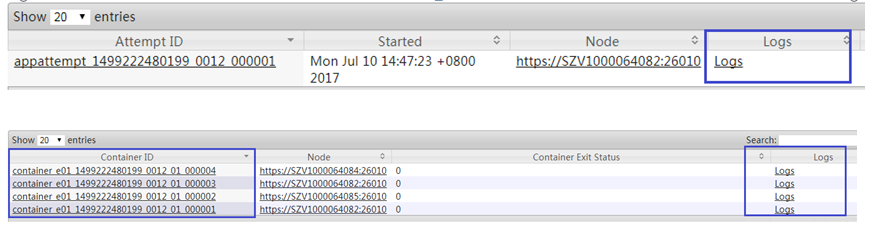 Show 20 entries
Attempt ID Started Node Logs
appattempt_1499222480199_0012_000001 Mon Jul 10 14:47:23 +0800 2017 https://SZV1000064082:26010 Logs
Show 20 entries Search:
Container ID Node Container Exit Status Logs
container_e01_1499222480199_0012_01_000004 https://SZV1000064084:26010 0 Logs
container_e01_1499222480199_0012_01_000003 https://SZV1000064082:26010 0 Logs
container_e01_1499222480199_0012_01_000002 https://SZV1000064085:26010 0 Logs
container_e01_1499222480199_0012_01_000001 https://SZV1000064082:26010 0 Logs